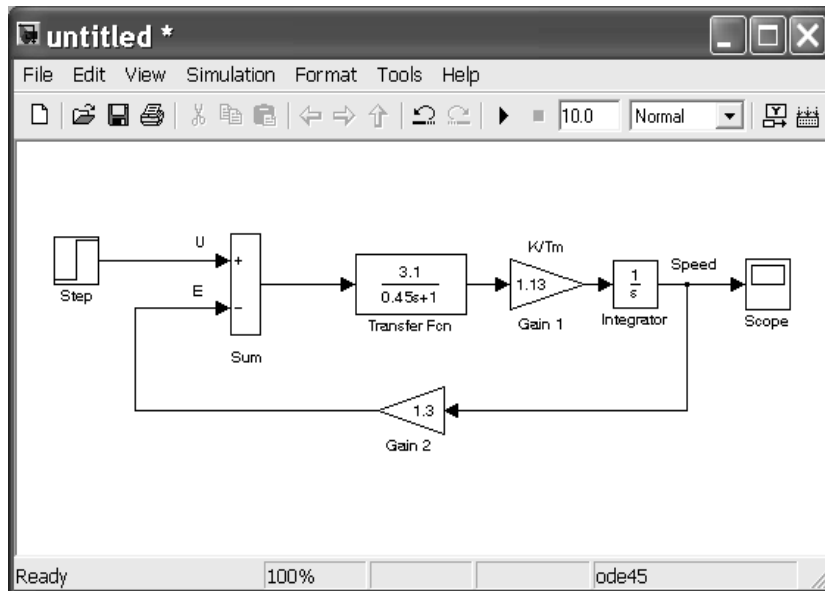 untitled *
File Edit View Simulation Format Tools Help
10.0 Normal
U
+
Step
E
−
Sum
3.1
0.45s+1
Transfer Fcn
K/Tm
1.13
Gain 1
1
s
Integrator
Speed
Scope
1.3
Gain 2
Ready 100% ode45